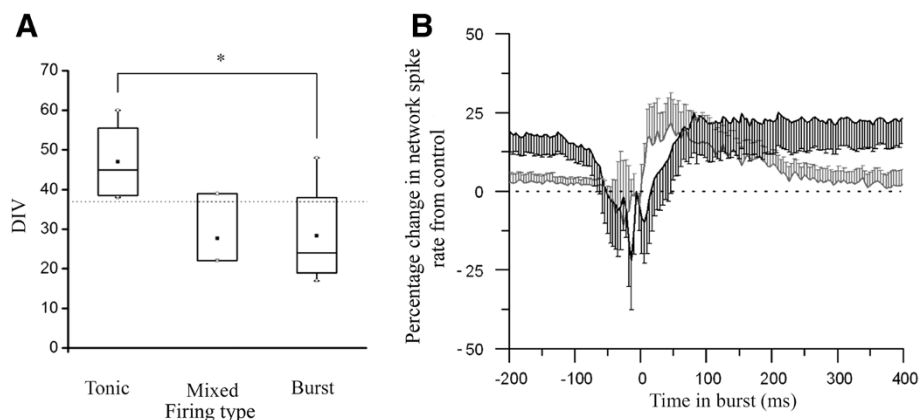 A
*
70
60
50
40
30
20
10
0
DIV
Tonic
Mixed
Burst
Firing type
B
50
25
0
-25
-50
Percentage change in network spike
rate from control
-200 -100 0 100 200 300 400
Time in burst (ms)